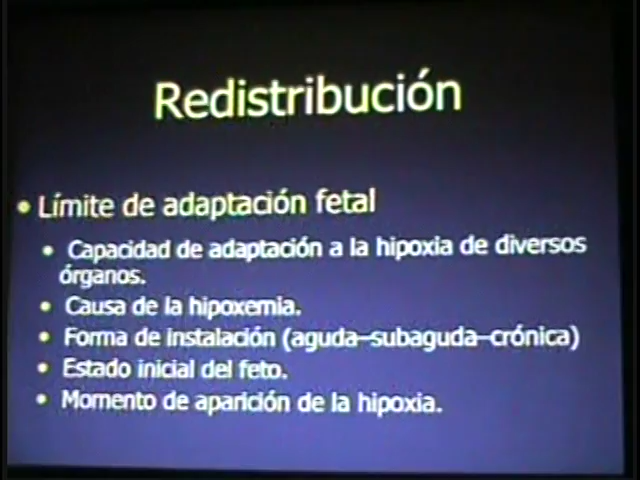 Redistribución
• Límite de adaptación fetal
• Capacidad de adaptación a la hipoxia de diversos
órganos.
• Causa de la hipoxemia.
• Forma de instalación (aguda–subaguda–crónica)
• Estado inicial del feto.
• Momento de aparición de la hipoxia.